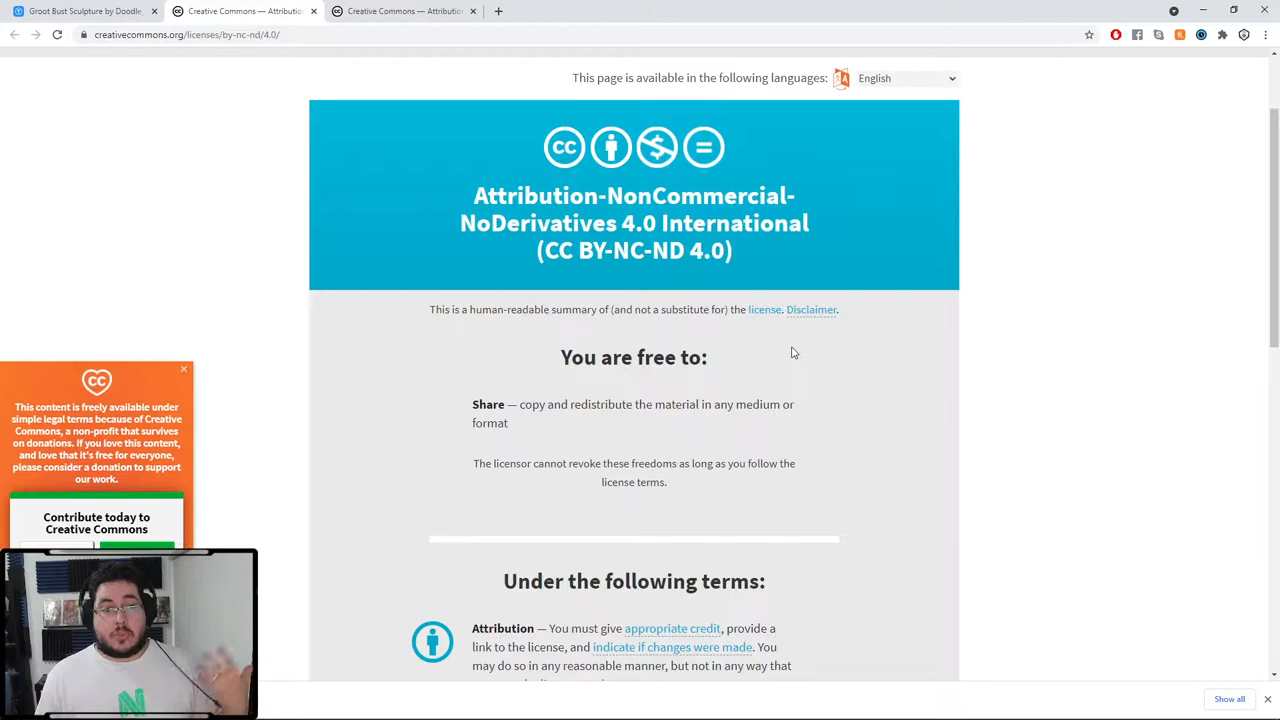 Groot Bust Sculpture by Doodle_
Creative Commons — Attribution
Creative Commons — Attribution
creativecommons.org/licenses/by-nc-nd/4.0/
This page is available in the following languages:
English
cc $ =
Attribution-NonCommercial-
NoDerivatives 4.0 International
(CC BY-NC-ND 4.0)
This is a human-readable summary of (and not a substitute for) the license. Disclaimer.
You are free to:
Share — copy and redistribute the material in any medium or
format
The licensor cannot revoke these freedoms as long as you follow the
license terms.
Under the following terms:
Attribution — You must give appropriate credit, provide a
link to the license, and indicate if changes were made. You
may do so in any reasonable manner, but not in any way that
CC
This content is freely available under
simple legal terms because of Creative
Commons, a non-profit that survives
on donations. If you love this content,
and love that it's free for everyone,
please consider a donation to support
our work.
Contribute today to
Creative Commons
N
Show all